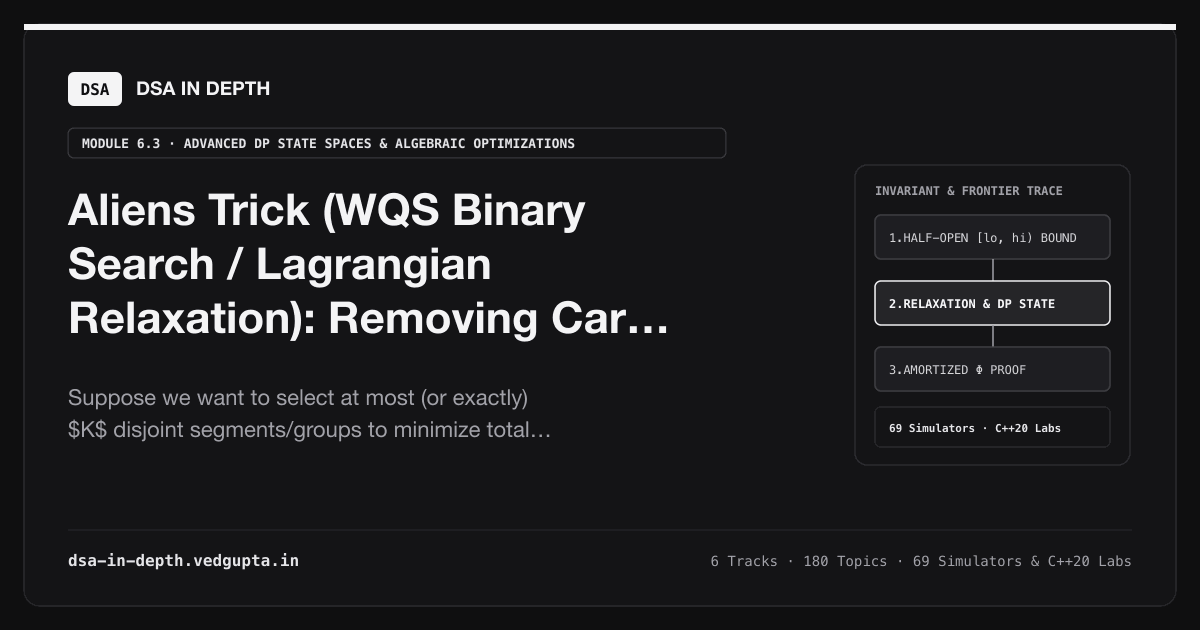 DSA
DSA IN DEPTH
MODULE 6.3 · ADVANCED DP STATE SPACES & ALGEBRAIC OPTIMIZATIONS
Aliens Trick (WQS Binary
Search / Lagrangian
Relaxation): Removing Car…
Suppose we want to select at most (or exactly)
$K$ disjoint segments/groups to minimize total…
INVARIANT & FRONTIER TRACE
1.HALF-OPEN [lo, hi) BOUND
2.RELAXATION & DP STATE
3.AMORTIZED Φ PROOF
69 Simulators · C++20 Labs
dsa-in-depth.vedgupta.in
6 Tracks · 180 Topics · 69 Simulators & C++20 Labs